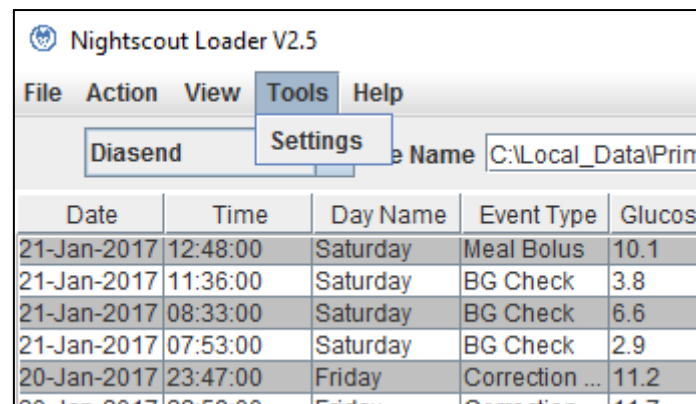 Nightscout Loader V2.5
File Action View Tools Help
Diasend Settings e Name C:\Local_Data\Prim
Date Time Day Name Event Type Glucos
21-Jan-2017 12:48:00 Saturday Meal Bolus 10.1
21-Jan-2017 11:36:00 Saturday BG Check 3.8
21-Jan-2017 08:33:00 Saturday BG Check 6.6
21-Jan-2017 07:53:00 Saturday BG Check 2.9
20-Jan-2017 23:47:00 Friday Correction ... 11.2